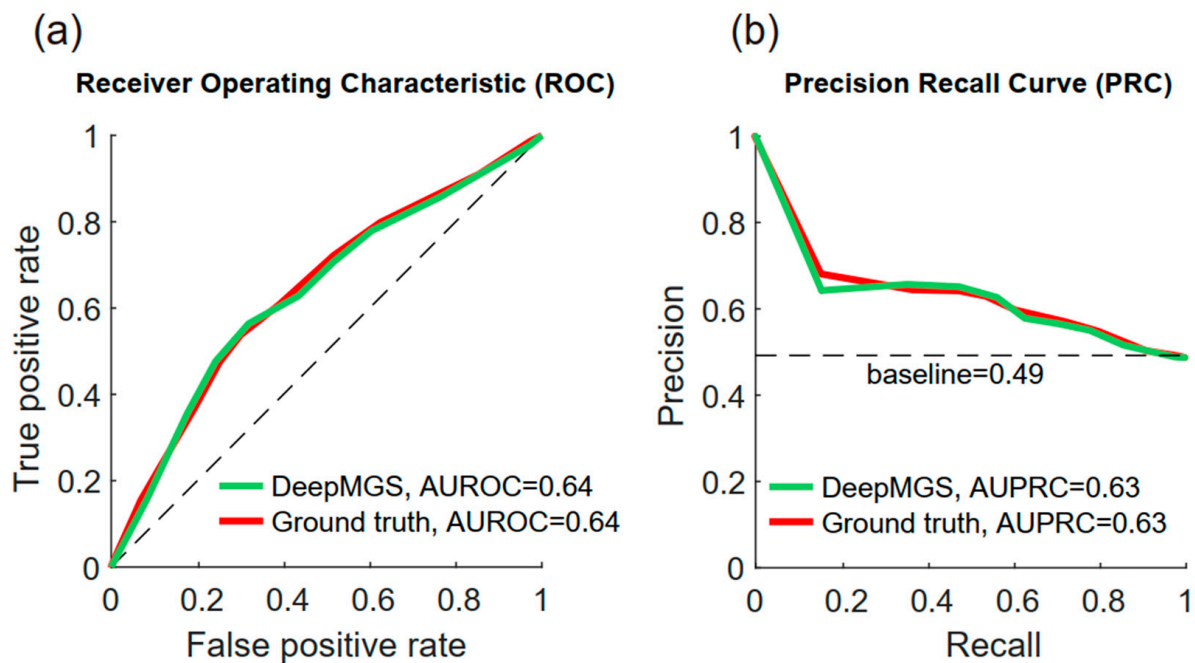 (a)
Receiver Operating Characteristic (ROC)
True positive rate
1
0.8
0.6
0.4
0.2
0
DeepMGS, AUROC=0.64
Ground truth, AUROC=0.64
0 0.2 0.4 0.6 0.8 1
False positive rate
(b)
Precision Recall Curve (PRC)
Precision
1
0.8
0.6
0.4
0.2
0
baseline=0.49
DeepMGS, AUPRC=0.63
Ground truth, AUPRC=0.63
0 0.2 0.4 0.6 0.8 1
Recall